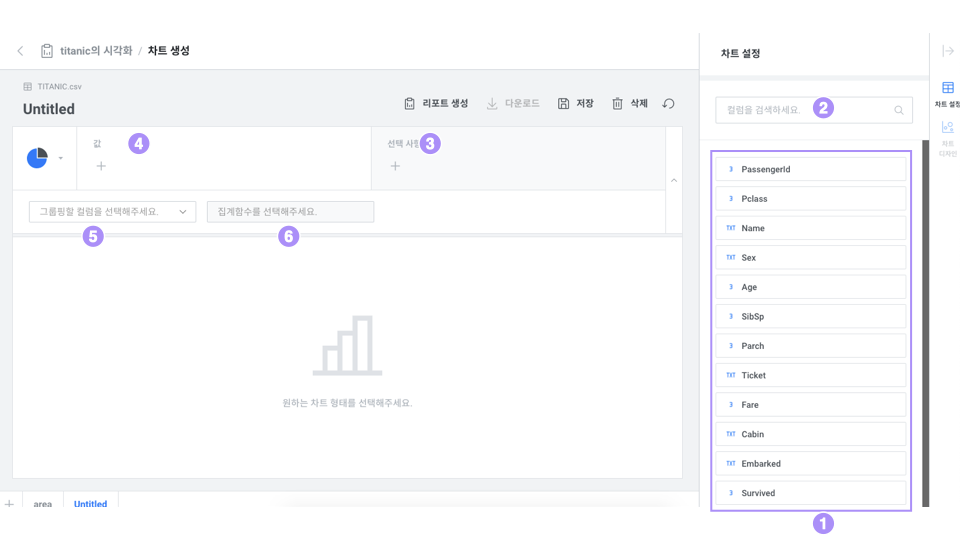 titanic의 시각화 / 차트 생성
TITANIC.csv
Untitled
리포트 생성
다운로드
저장
삭제
값
4
선택 사항
3
그룹핑할 컬럼을 선택해주세요.
집계함수를 선택해주세요.
5
6
원하는 차트 형태를 선택해주세요.
area
Untitled
차트 설정
컬럼을 검색하세요.
2
3 PassengerId
3 Pclass
TXT Name
TXT Sex
3 Age
3 SibSp
3 Parch
TXT Ticket
3 Fare
TXT Cabin
TXT Embarked
3 Survived
1
차트 설정
차트
디자인